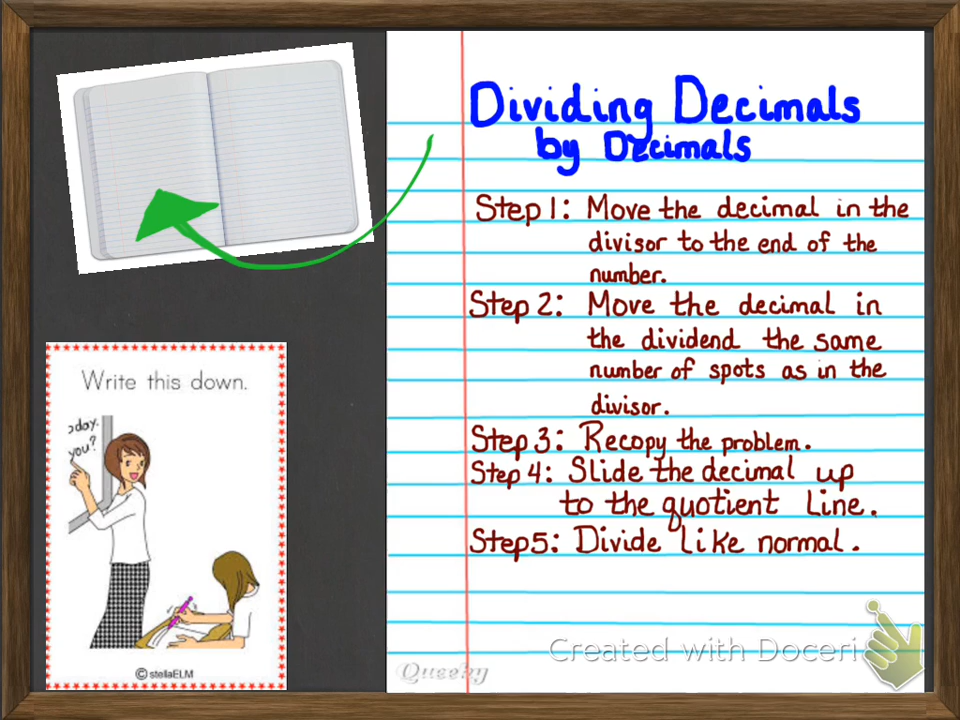 Dividing Decimals
by Decimals
Step 1: Move the decimal in the
divisor to the end of the
number.
Step 2: Move the decimal in
the dividend the same
number of spots as in the
divisor.
Step 3: Recopy the problem.
Step 4: Slide the decimal up
to the quotient line.
Step 5: Divide like normal.
Write this down.
oday.
you?
©stellaELM
Created with Doceri
Queeky